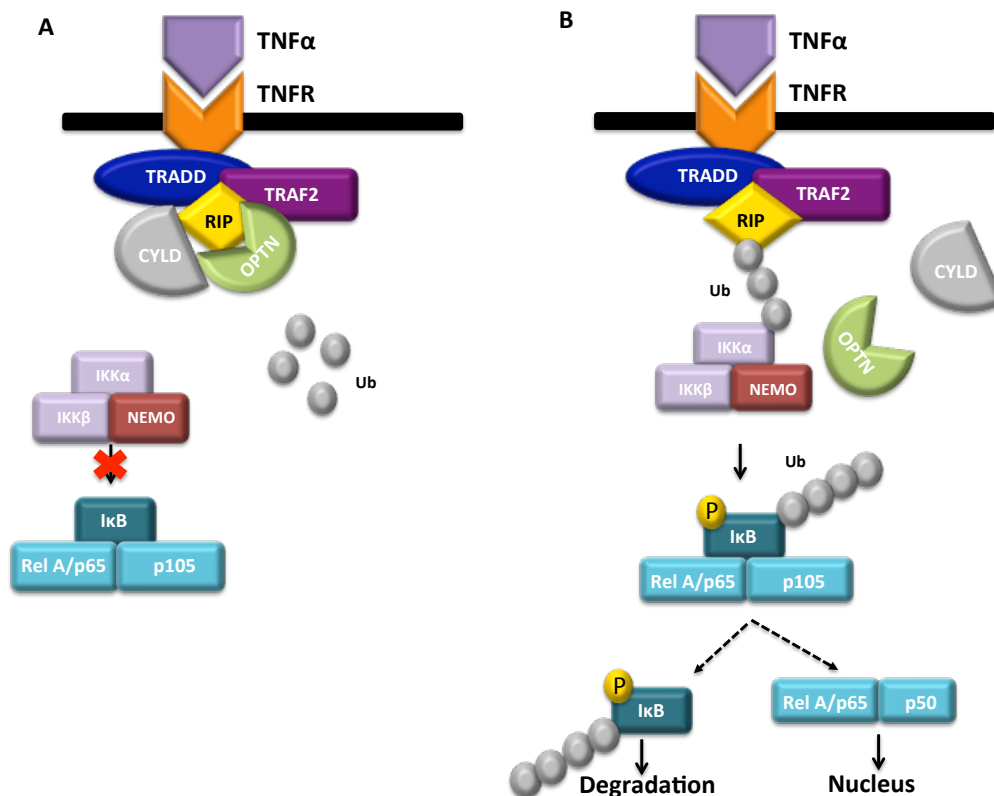 A
TNFα
TNFR
TRADD
TRAF2
RIP
CYLD
OPTN
Ub
IKKα
IKKβ
NEMO
IκB
Rel A/p65
p105
B
TNFα
TNFR
TRADD
TRAF2
RIP
CYLD
Ub
OPTN
IKKα
IKKβ
NEMO
Ub
P
IκB
Rel A/p65
p105
P
IκB
Rel A/p65
p50
Degradation
Nucleus